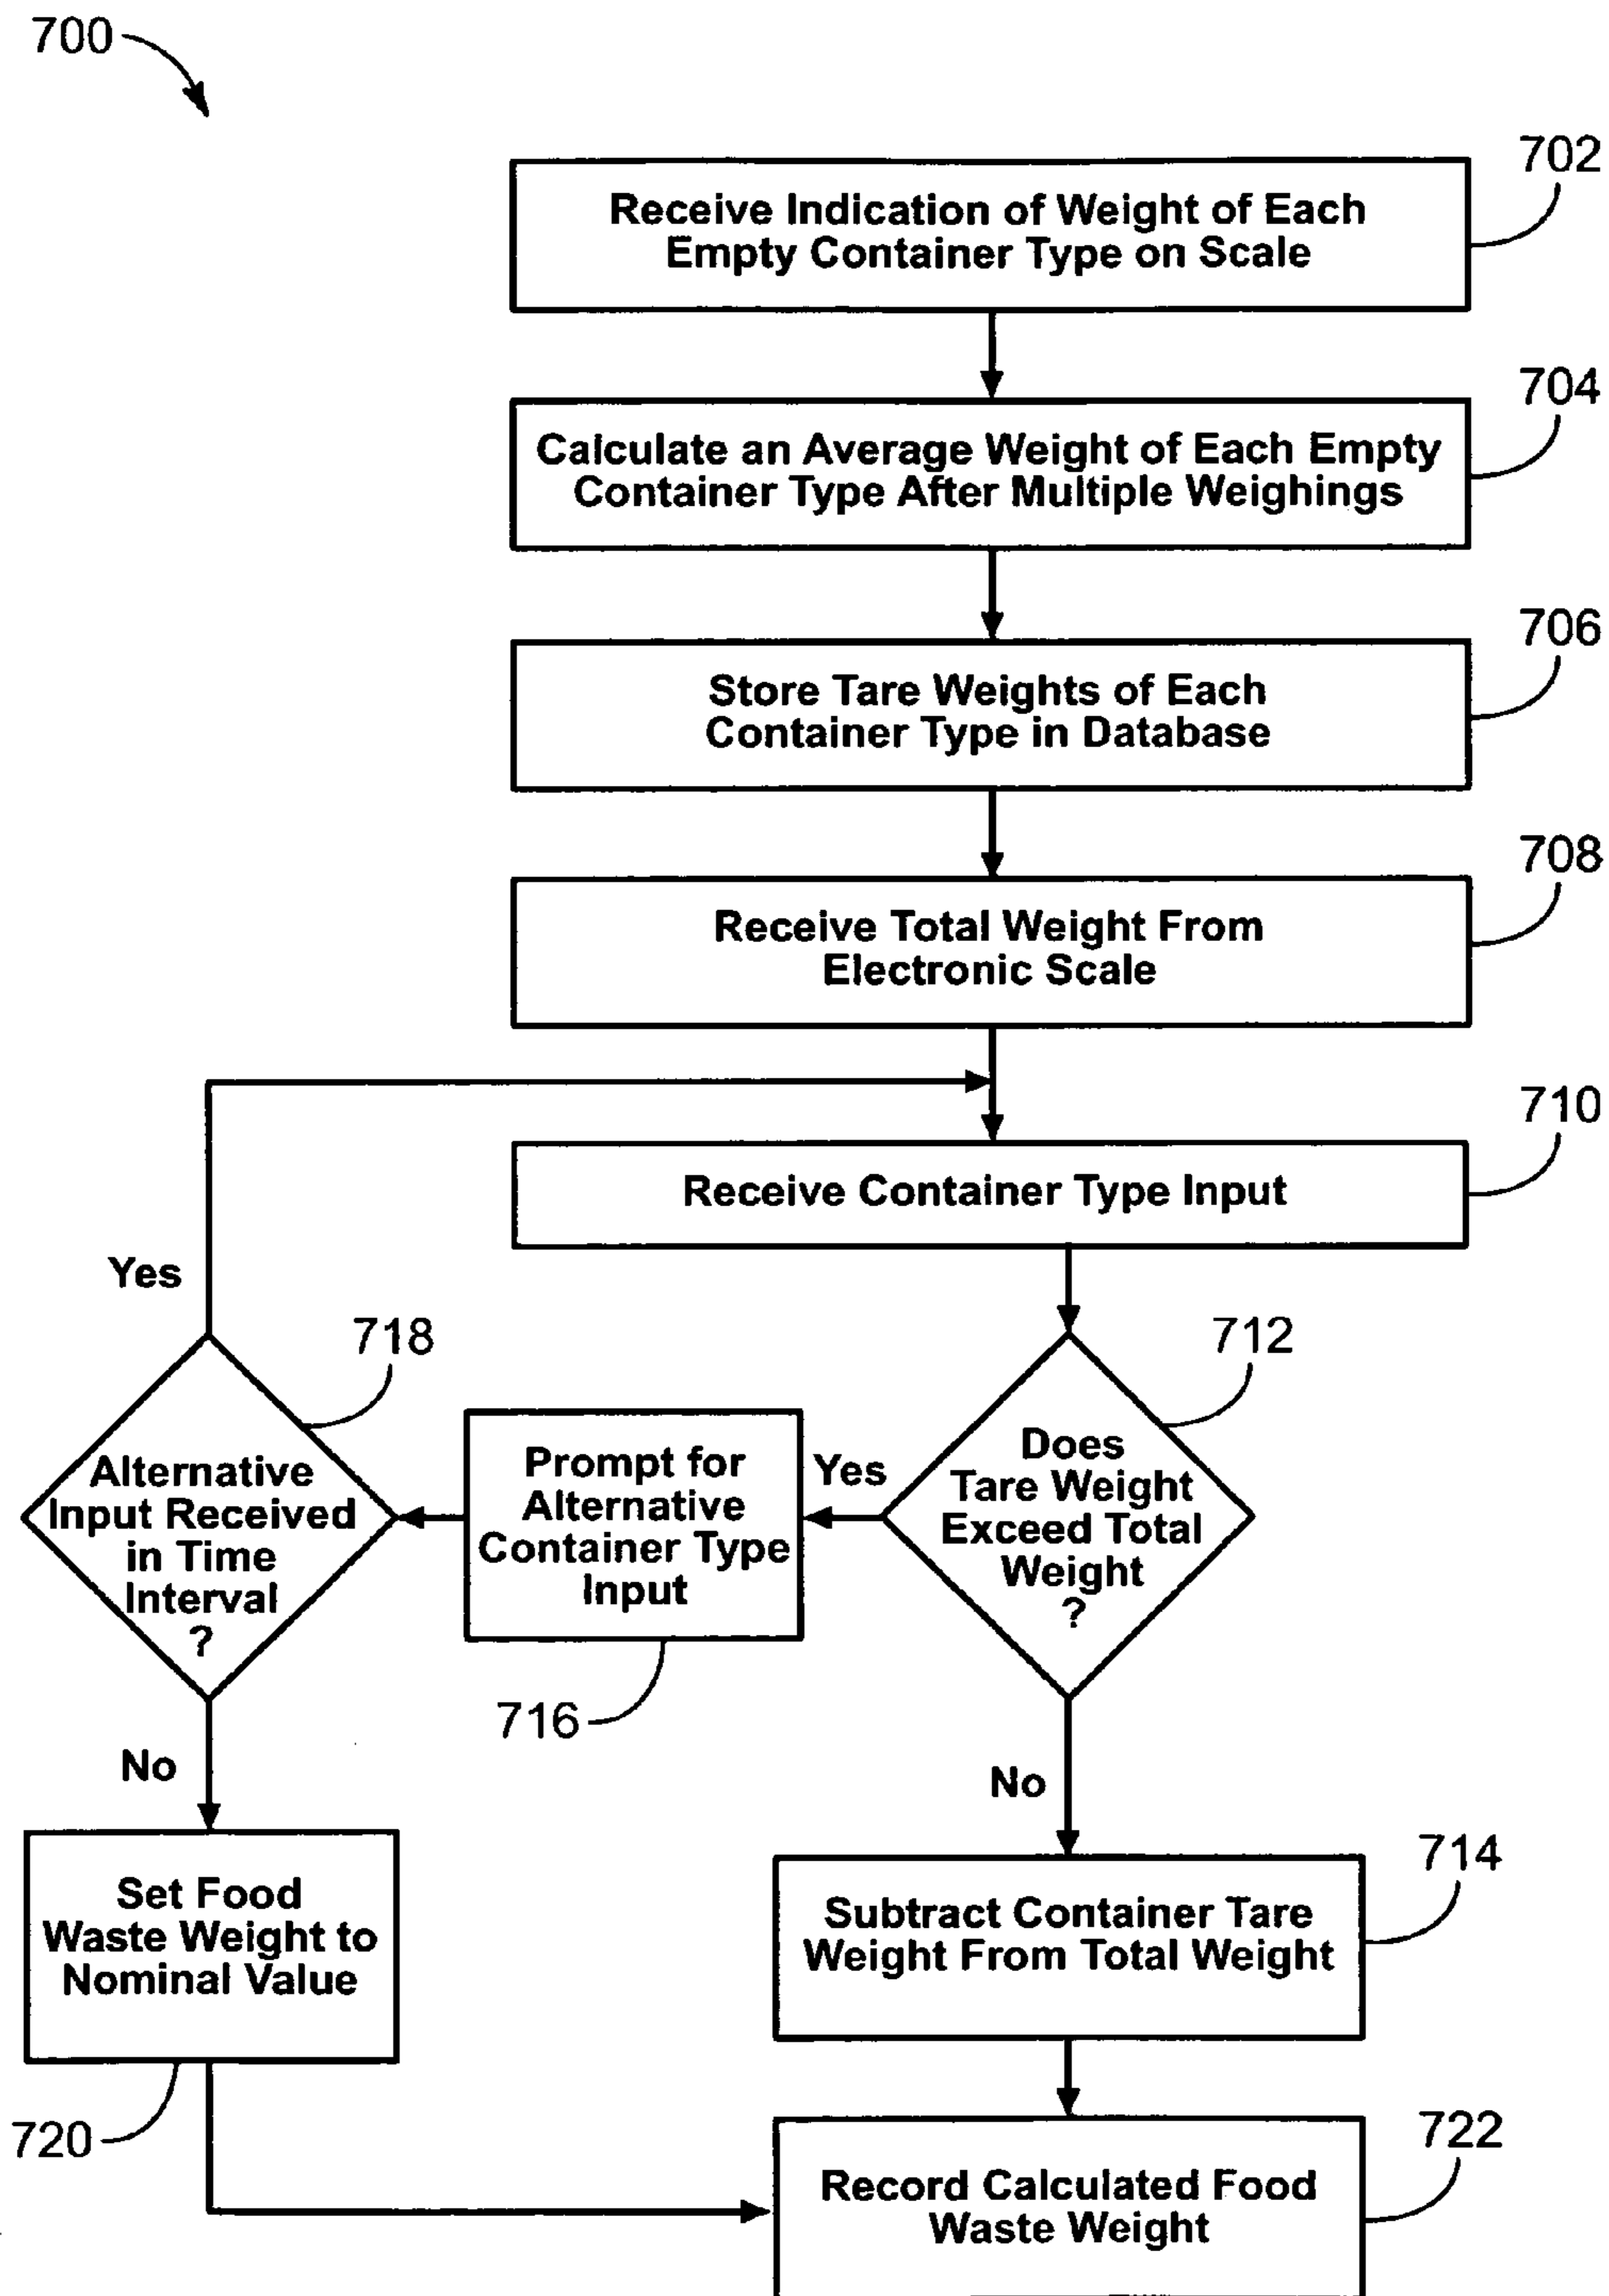 700
702
Receive Indication of Weight of Each
Empty Container Type on Scale
704
Calculate an Average Weight of Each Empty
Container Type After Multiple Weighings
706
Store Tare Weights of Each
Container Type in Database
708
Receive Total Weight From
Electronic Scale
710
Receive Container Type Input
Yes
718
712
Alternative
Input Received
in Time
Interval
?
Prompt for
Alternative
Container Type
Input
Yes
Does
Tare Weight
Exceed Total
Weight
?
716
No
No
714
Set Food
Waste Weight to
Nominal Value
Subtract Container Tare
Weight From Total Weight
720
722
Record Calculated Food
Waste Weight